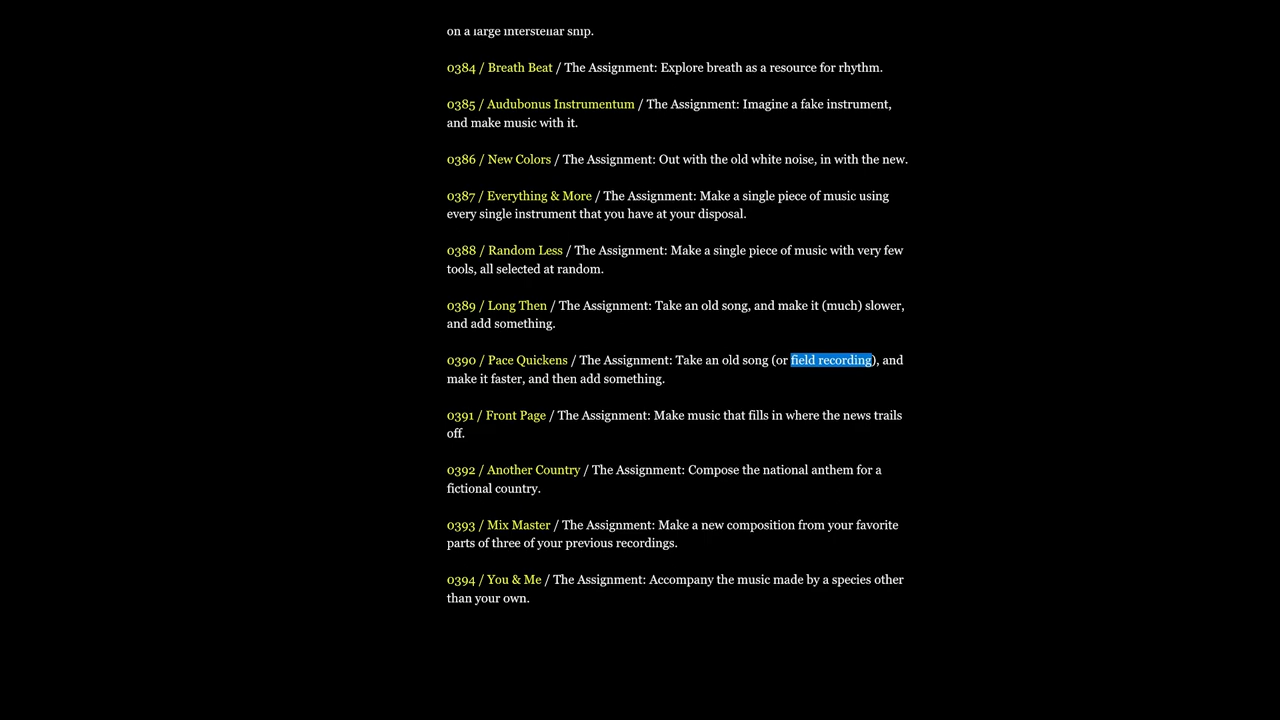 on a large interstellar ship.
0384 / Breath Beat / The Assignment: Explore breath as a resource for rhythm.
0385 / Audubonus Instrumentum / The Assignment: Imagine a fake instrument,
and make music with it.
0386 / New Colors / The Assignment: Out with the old white noise, in with the new.
0387 / Everything & More / The Assignment: Make a single piece of music using
every single instrument that you have at your disposal.
0388 / Random Less / The Assignment: Make a single piece of music with very few
tools, all selected at random.
0389 / Long Then / The Assignment: Take an old song, and make it (much) slower,
and add something.
0390 / Pace Quickens / The Assignment: Take an old song (or field recording), and
make it faster, and then add something.
0391 / Front Page / The Assignment: Make music that fills in where the news trails
off.
0392 / Another Country / The Assignment: Compose the national anthem for a
fictional country.
0393 / Mix Master / The Assignment: Make a new composition from your favorite
parts of three of your previous recordings.
0394 / You & Me / The Assignment: Accompany the music made by a species other
than your own.